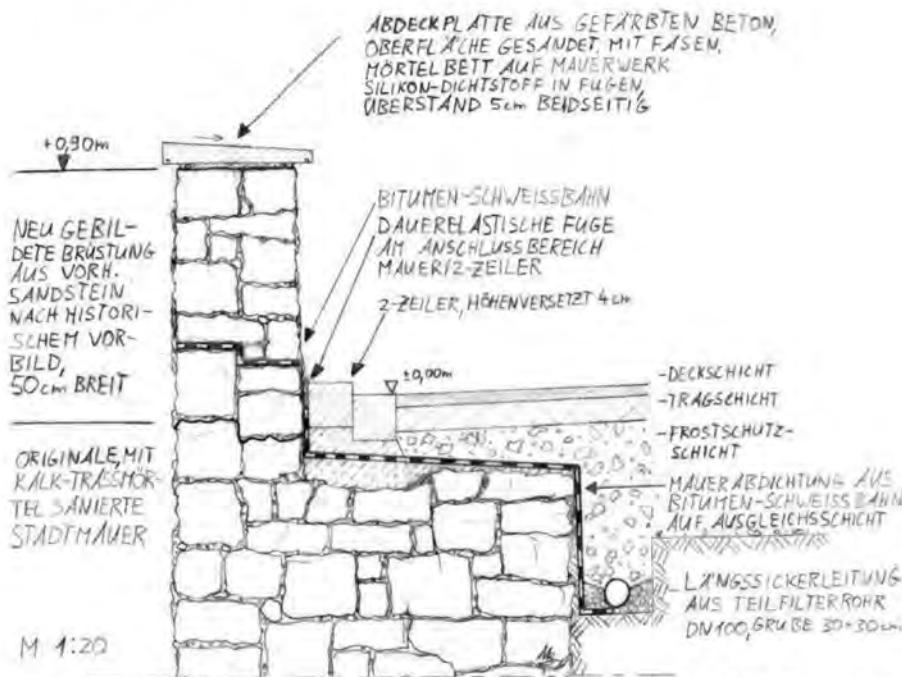 ABDECKPLATTE AUS GEFÄRBTEN BETON,
OBERFLÄCHE GESANDET, MIT FASEN,
MÖRTELBETT AUF MAUERWERK
SILIKON-DICHTSTOFF IN FUGEN,
ÜBERSTAND 5cm BEIDSEITIG
+0,90m
NEU GEBIL-
DETE BRÜSTUNG
AUS VORH.
SANDSTEIN
NACH HISTORI-
SCHEM VOR-
BILD,
50cm BREIT
BITUMEN-SCHWEISSBAHN
DAUERELASTISCHE FUGE
AM ANSCHLUSSBEREICH
MAUER/2-ZEILER
2-ZEILER, HÖHENVERSETZT 4cm
±0,00m
-DECKSCHICHT
-TRAGSCHICHT
-FROSTSCHUTZ-
SCHICHT
ORIGINALE, MIT
KALK-TRASSMÖR-
TEL SANIERTE
STADTMAUER
MAUERABDICHTUNG AUS
BITUMEN-SCHWEISSBAHN
AUF AUSGLEICHSSCHICHT
LÄNGSSICKERLEITUNG
AUS TEILFILTERROHR
DN100, GRUBE 30×30cm
M 1:20